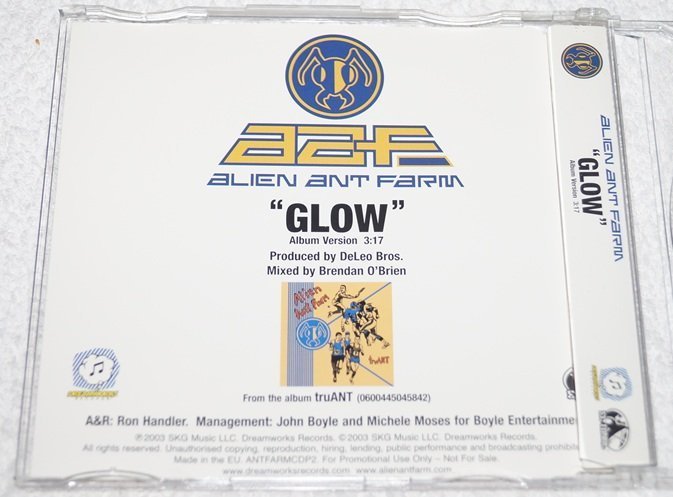 aaf
ALIEN ANT FARM
"GLOW"
Album Version 3:17
Produced by DeLeo Bros.
Mixed by Brendan O'Brien
Alien
Ant Farm
truANT
From the album truANT (0600445045842)
A&R: Ron Handler. Management: John Boyle and Michele Moses for Boyle Entertainme
℗ 2003 SKG Music LLC. Dreamworks Records. © 2003 SKG Music LLC. Dreamworks Records.
All rights reserved. Unauthorised copying, reproduction, hiring, lending, public performance and broadcasting prohibi
Made in the EU. ANTFARMCDP2. For Promotional Use Only – Not For Sale.
www.dreamworksrecords.com www.alienantfarm.com
DREAMWORKS
RECORDS
ALIEN ANT FARM
"GLOW"
Album Version 3:17